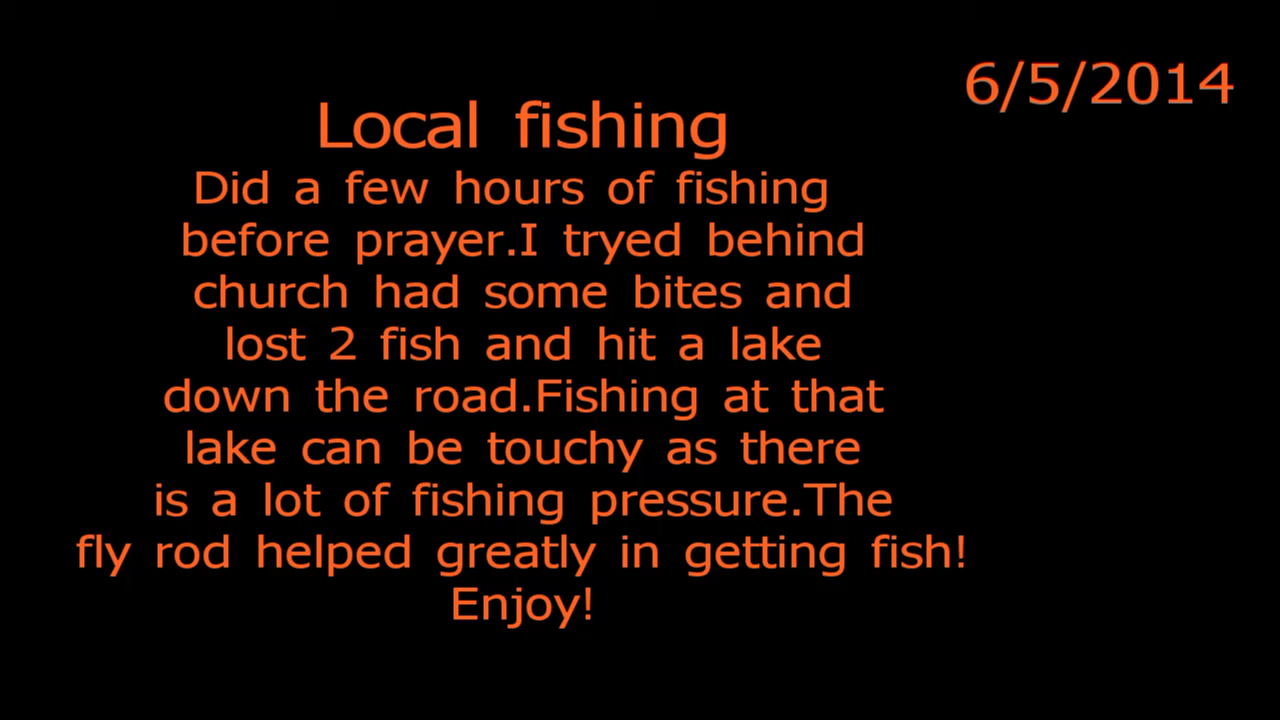 6/5/2014
Local fishing
Did a few hours of fishing
before prayer.I tryed behind
church had some bites and
lost 2 fish and hit a lake
down the road.Fishing at that
lake can be touchy as there
is a lot of fishing pressure.The
fly rod helped greatly in getting fish!
Enjoy!